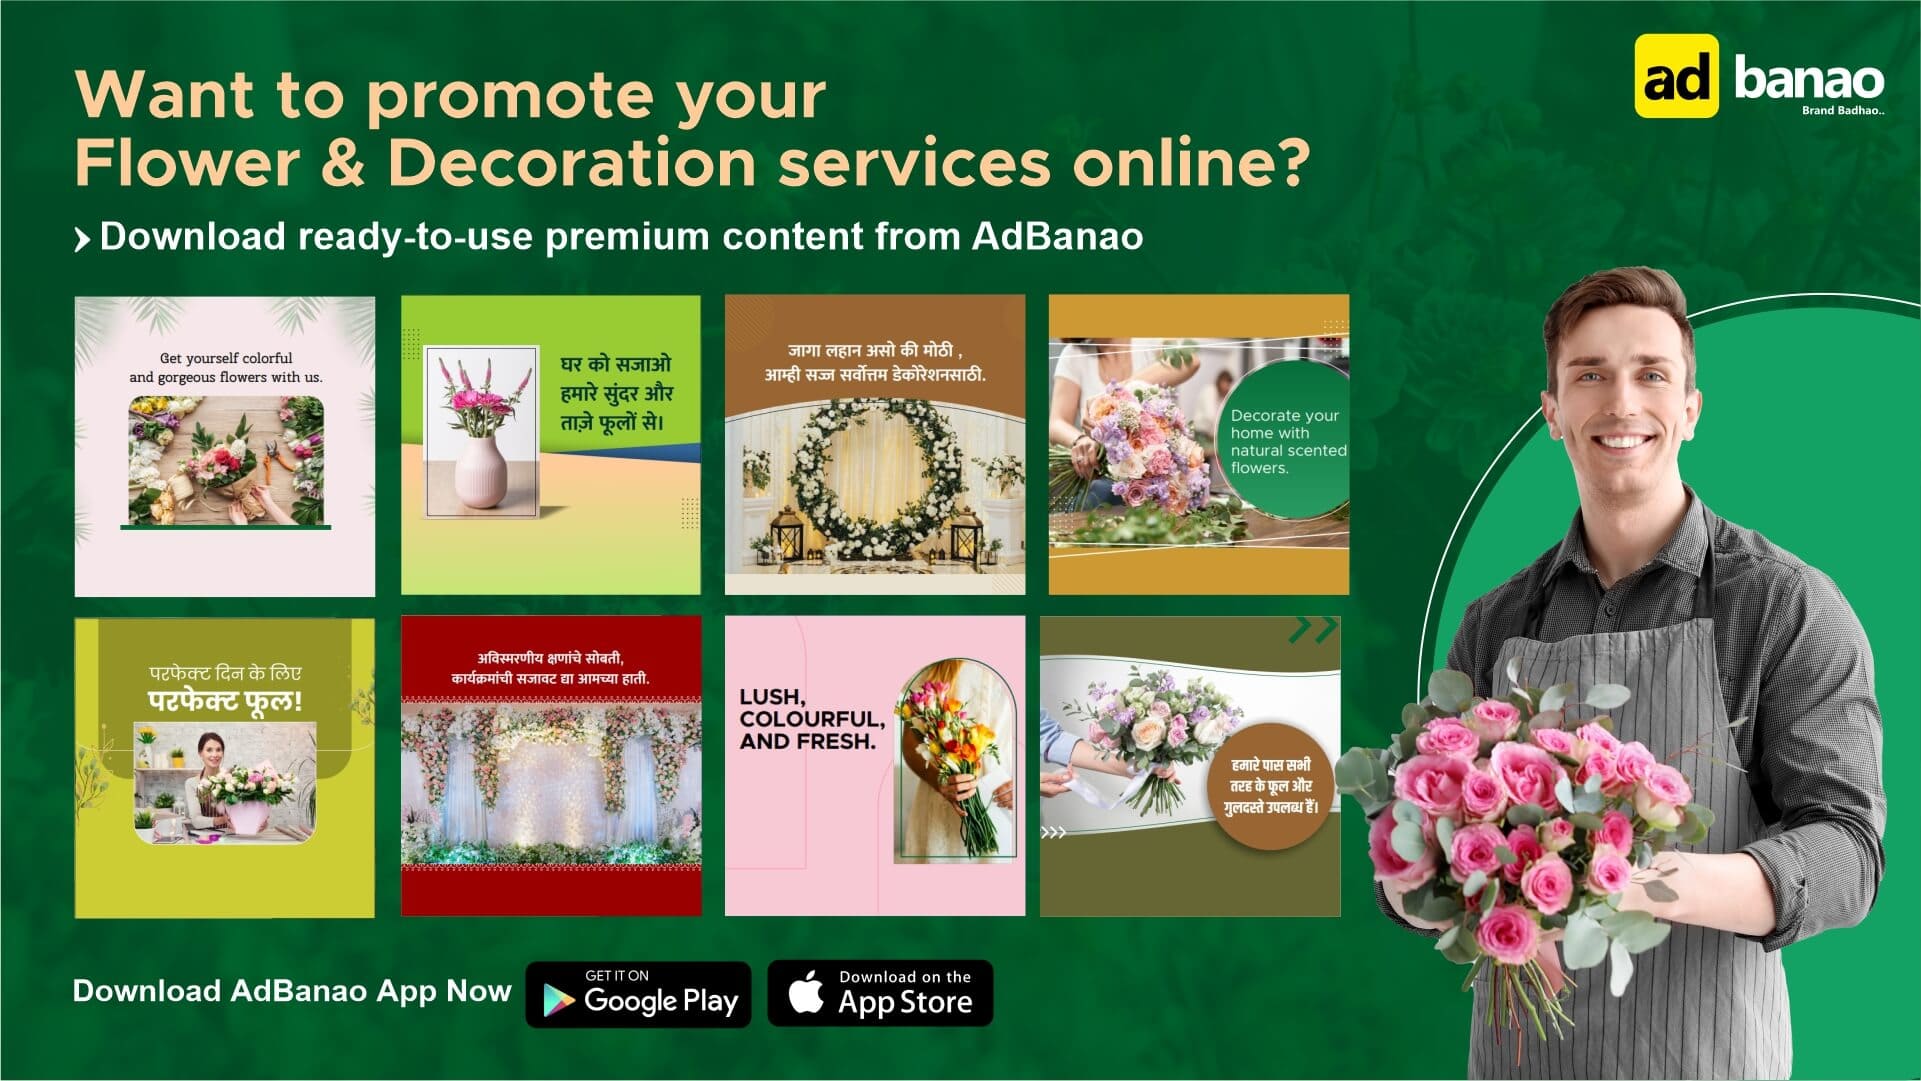 Want to promote your
Flower & Decoration services online?
Download ready-to-use premium content from AdBanao
ad banao
Brand Badhao..
Get yourself colorful
and gorgeous flowers with us.
घर को सजाओ
हमारे सुंदर और
ताज़े फूलों से।
जागा लहान असो की मोठी ,
आम्ही सज्ज सर्वोत्तम डेकोरेशनसाठी.
Decorate your
home with
natural scented
flowers.
परफेक्ट दिन के लिए
परफेक्ट फूल!
अविस्मरणीय क्षणांचे सोबती,
कार्यक्रमांची सजावट द्या आमच्या हाती.
LUSH,
COLOURFUL,
AND FRESH.
हमारे पास सभी
तरह के फूल और
गुलदस्ते उपलब्ध हैं।
Download AdBanao App Now
GET IT ON
Google Play
Download on the
App Store